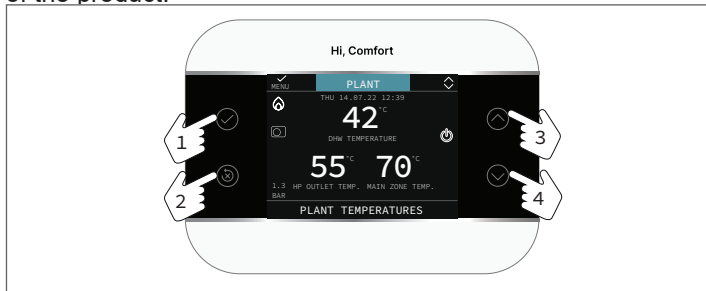 of the product.
Hi, Comfort
MENU
PLANT
THU 14.07.22 12:39
42 °C
DHW TEMPERATURE
1
2
3
4
55 °C 70 °C
1.3 HP OUTLET TEMP. MAIN ZONE TEMP.
BAR
PLANT TEMPERATURES